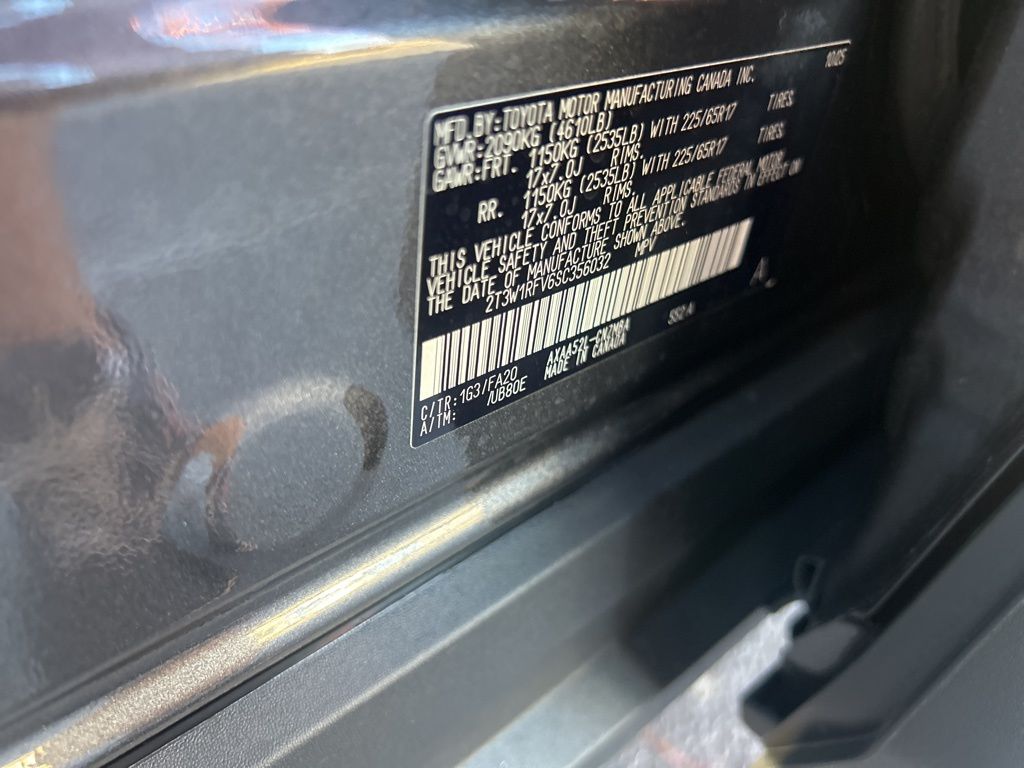 MFD.BY:TOYOTA MOTOR MANUFACTURING CANADA INC. 10/25
GVWR:2090KG (4610LB)
GAWR:FRT. 1150KG (2535LB) WITH 225/65R17 TIRES
17x7.0J RIMS.
RR. 1150KG (2535LB) WITH 225/65R17 TIRES.
17x7.0J RIMS.
THIS VEHICLE CONFORMS TO ALL APPLICABLE FEDERAL MOTOR
VEHICLE SAFETY AND THEFT PREVENTION STANDARDS IN EFFECT ON
THE DATE OF MANUFACTURE SHOWN ABOVE.
2T3W1RFV6SC356032 MPV
C/TR:1G3/FA20 AXAA52L-CNZMBA
A/TM: /UB80E MADE IN CANADA